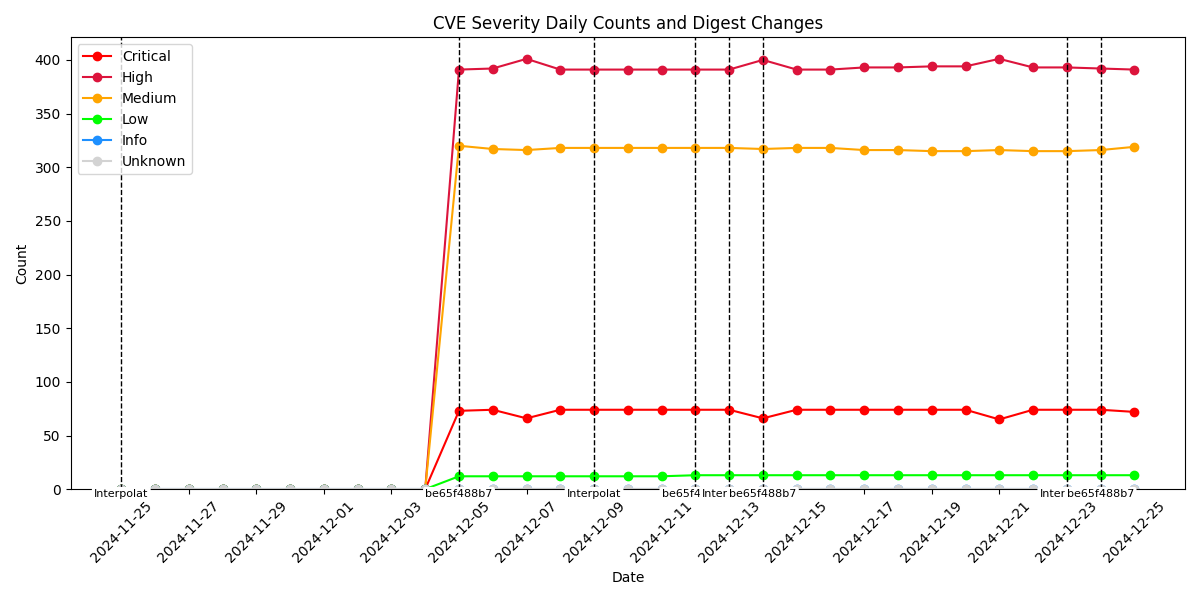 CVE Severity Daily Counts and Digest Changes
Critical
High
Medium
Low
Info
Unknown
Count
400
350
300
250
200
150
100
50
0
Interpolat
be65f488b7
Interpolat
be65f4
Inter
be65f488b7
Inter
be65f488b7
2024-11-25
2024-11-27
2024-11-29
2024-12-01
2024-12-03
2024-12-05
2024-12-07
2024-12-09
2024-12-11
2024-12-13
2024-12-15
2024-12-17
2024-12-19
2024-12-21
2024-12-23
2024-12-25
Date